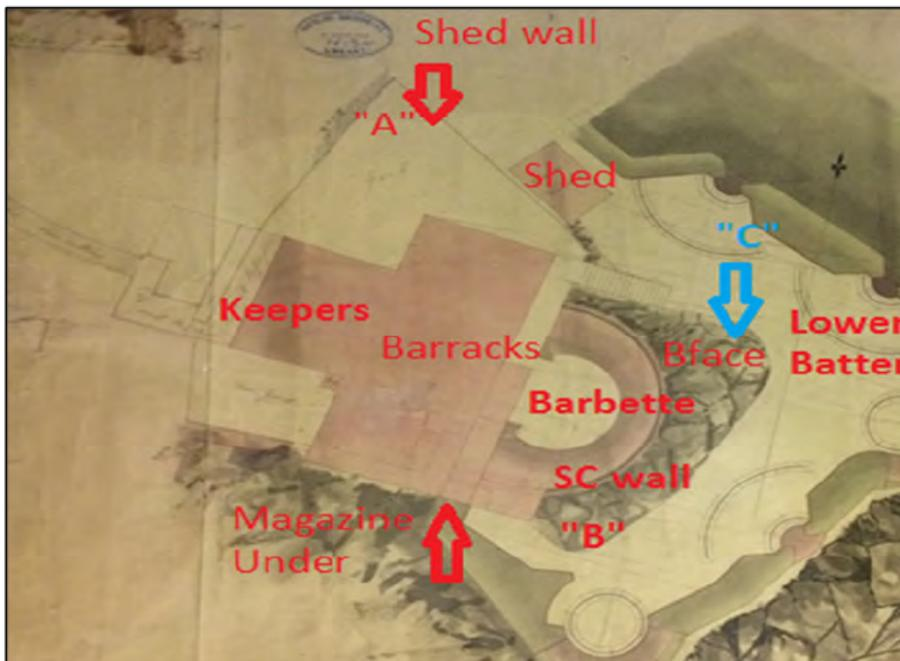 Shed wall
"A"
Shed
"C"
Keepers
Lower
Barracks
Bface
Batter
Barbette
SC wall
Magazine
"B"
Under